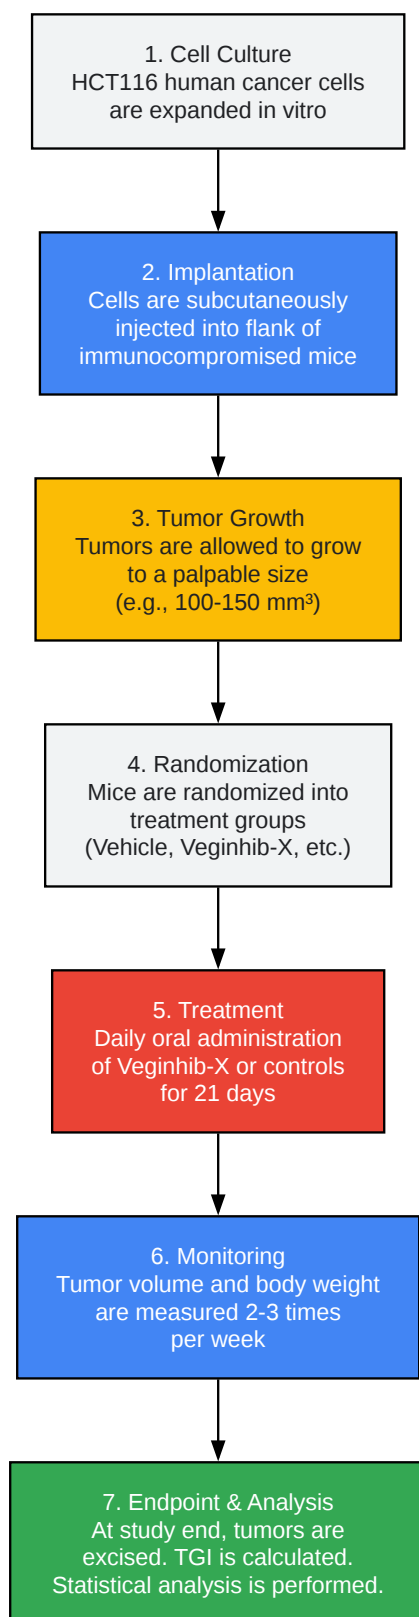 1. Cell Culture
HCT116 human cancer cells
are expanded in vitro
2. Implantation
Cells are subcutaneously
injected into flank of
immunocompromised mice
3. Tumor Growth
Tumors are allowed to grow
to a palpable size
(e.g., 100-150 mm³)
4. Randomization
Mice are randomized into
treatment groups
(Vehicle, Veginhib-X, etc.)
5. Treatment
Daily oral administration
of Veginhib-X or controls
for 21 days
6. Monitoring
Tumor volume and body weight
are measured 2-3 times
per week
7. Endpoint & Analysis
At study end, tumors are
excised. TGI is calculated.
Statistical analysis is performed.